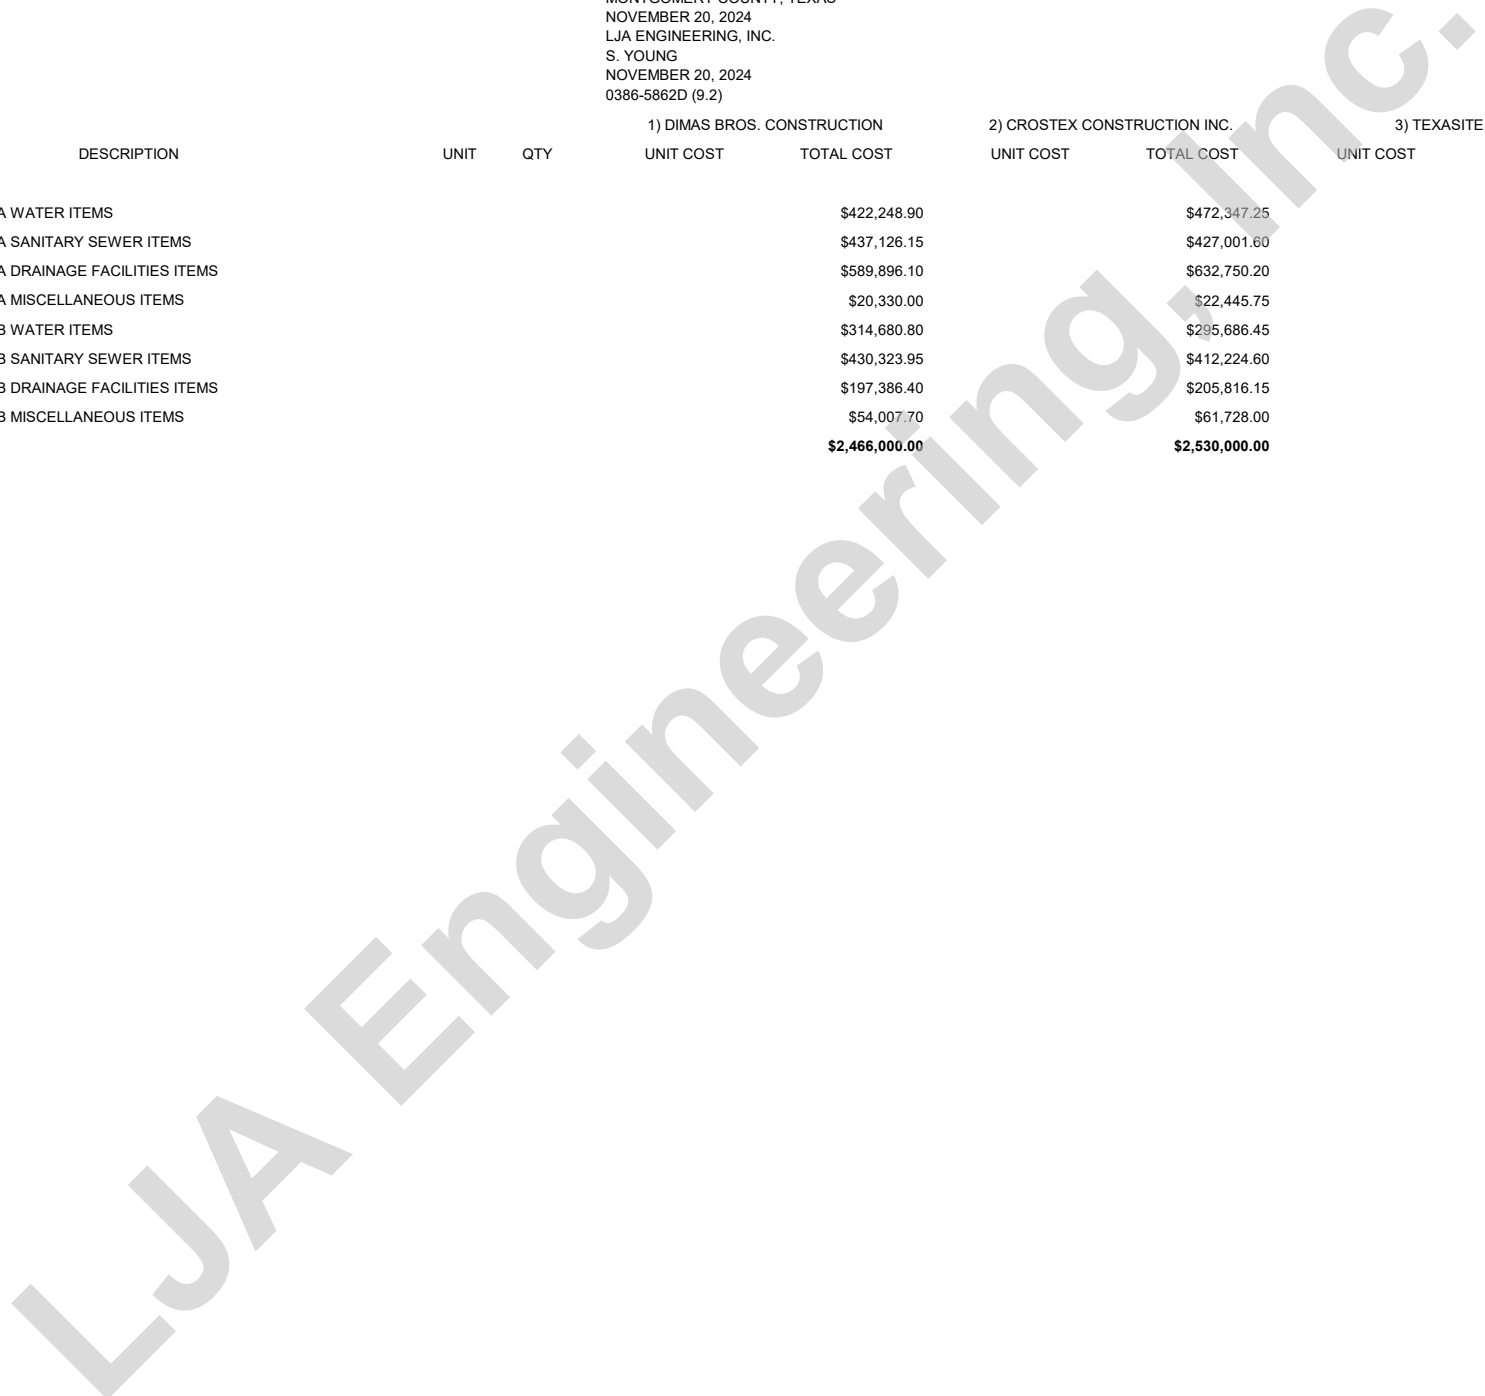 MONTGOMERY COUNTY, TEXAS
NOVEMBER 20, 2024
LJA ENGINEERING, INC.
S. YOUNG
NOVEMBER 20, 2024
0386-5862D (9.2)
1) DIMAS BROS. CONSTRUCTION 2) CROSTEX CONSTRUCTION INC. 3) TEXASITE
DESCRIPTION UNIT QTY UNIT COST TOTAL COST UNIT COST TOTAL COST UNIT COST
A WATER ITEMS $422,248.90 $472,347.25
A SANITARY SEWER ITEMS $437,126.15 $427,001.60
A DRAINAGE FACILITIES ITEMS $589,896.10 $632,750.20
A MISCELLANEOUS ITEMS $20,330.00 $22,445.75
B WATER ITEMS $314,680.80 $295,686.45
B SANITARY SEWER ITEMS $430,323.95 $412,224.60
B DRAINAGE FACILITIES ITEMS $197,386.40 $205,816.15
B MISCELLANEOUS ITEMS $54,007.70 $61,728.00
$2,466,000.00 $2,530,000.00
LJA Engineering, Inc.